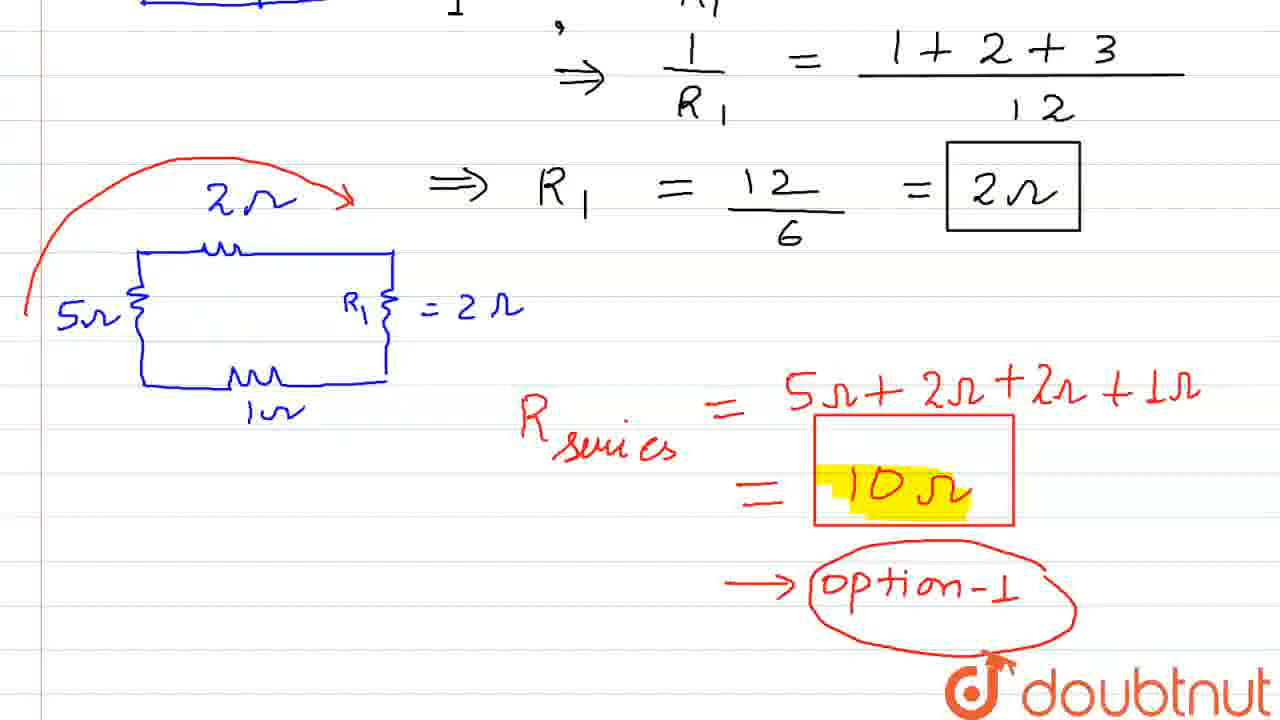 1/R₁ = (1 + 2 + 3)/12
⇒ R₁ = 12/6 = 2Ω
2Ω
5Ω
R₁ = 2Ω
1Ω
R series = 5Ω + 2Ω + 2Ω + 1Ω
= 10Ω
→ option-1
doubtnut